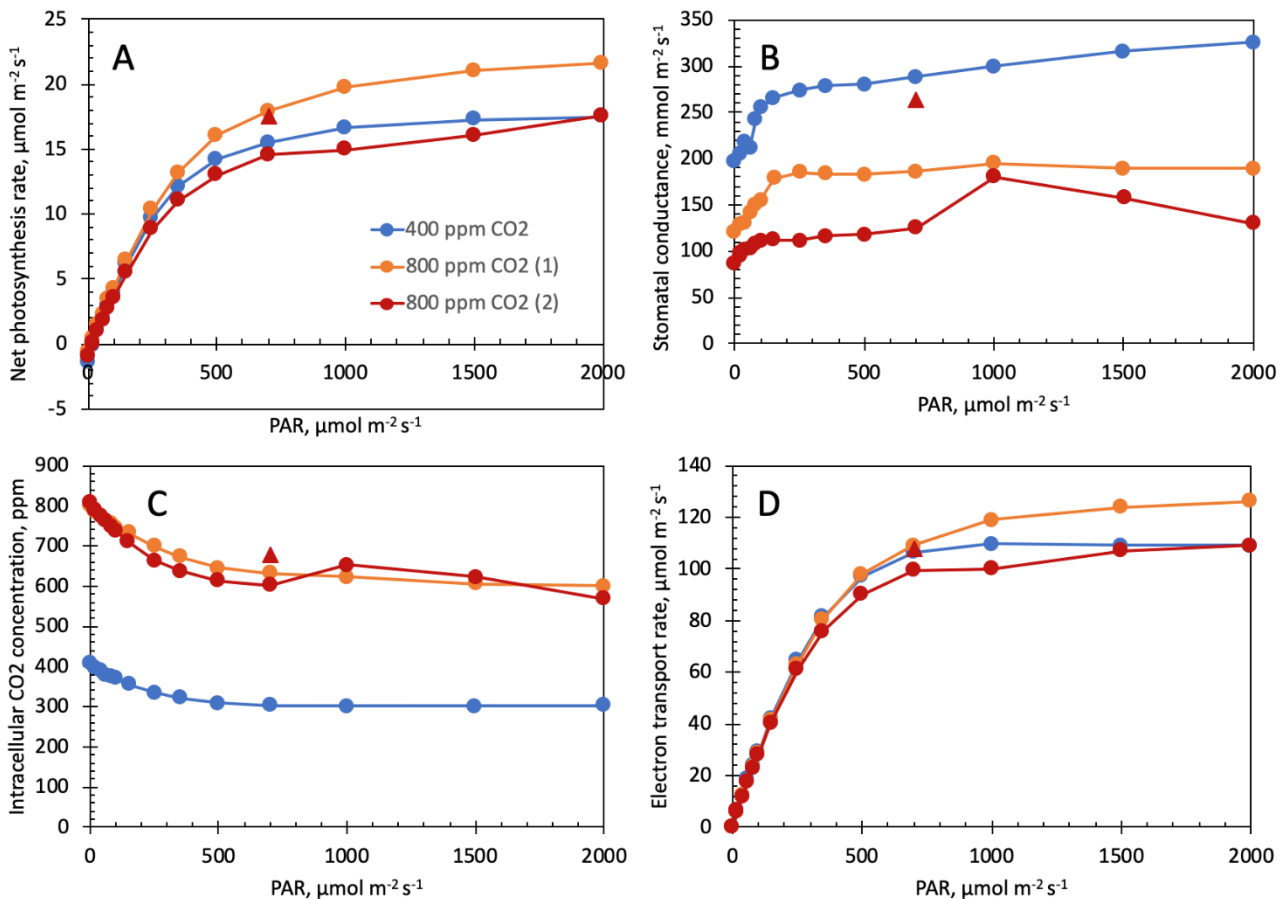 A
Net photosynthesis rate, µmol m⁻² s⁻¹
25
20
15
10
5
0
-5
0 500 1000 1500 2000
PAR, µmol m⁻² s⁻¹
400 ppm CO2
800 ppm CO2 (1)
800 ppm CO2 (2)
B
Stomatal conductance, mmol m⁻² s⁻¹
350
300
250
200
150
100
50
0
0 500 1000 1500 2000
PAR, µmol m⁻² s⁻¹
C
Intracellular CO2 concentration, ppm
900
800
700
600
500
400
300
200
100
0
0 500 1000 1500 2000
PAR, µmol m⁻² s⁻¹
D
Electron transport rate, µmol m⁻² s⁻¹
140
120
100
80
60
40
20
0
0 500 1000 1500 2000
PAR, µmol m⁻² s⁻¹